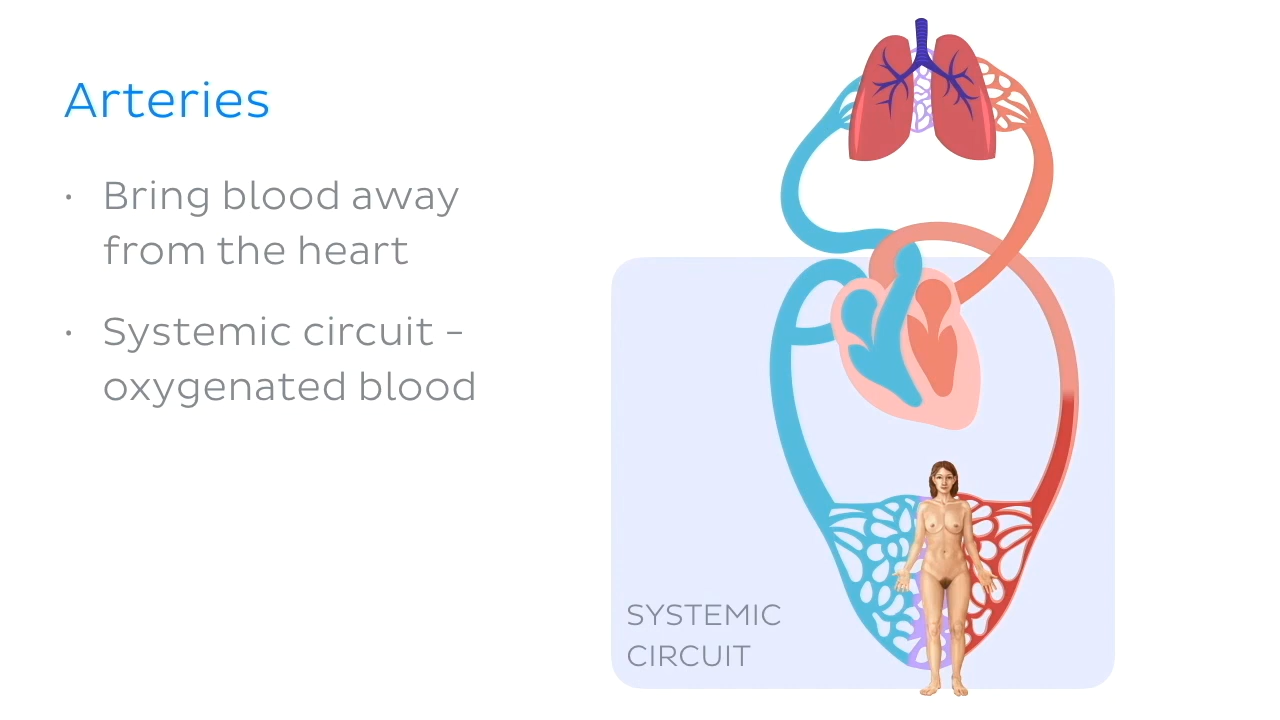 Arteries
• Bring blood away
from the heart
• Systemic circuit –
oxygenated blood
SYSTEMIC
CIRCUIT